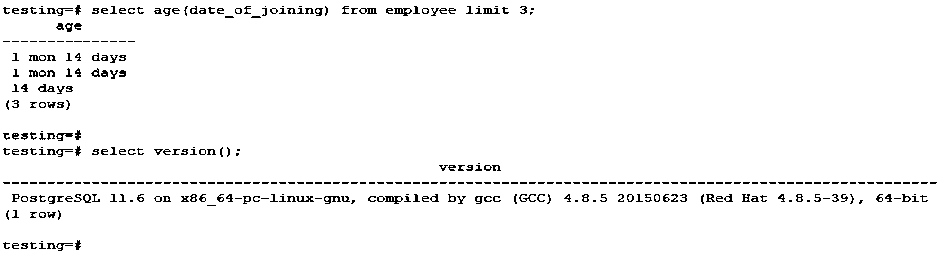 testing=# select age(date_of_joining) from employee limit 3;
age
---------------
1 mon 14 days
1 mon 14 days
14 days
(3 rows)
testing=#
testing=# select version();
version
---------------------------------------------------------------------------------------------------------
PostgreSQL 11.6 on x86_64-pc-linux-gnu, compiled by gcc (GCC) 4.8.5 20150623 (Red Hat 4.8.5-39), 64-bit
(1 row)
testing=#